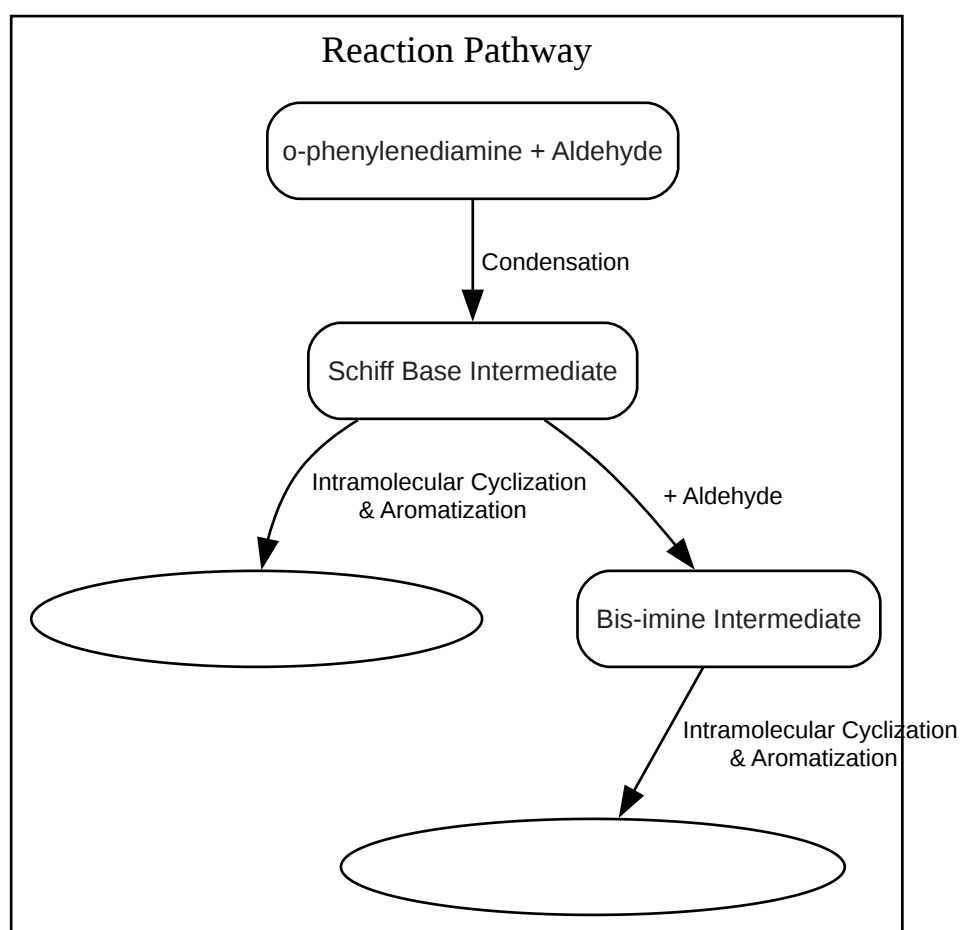 Reaction Pathway
o-phenylenediamine + Aldehyde
Condensation
Schiff Base Intermediate
Intramolecular Cyclization
& Aromatization
+ Aldehyde
Bis-imine Intermediate
Intramolecular Cyclization
& Aromatization